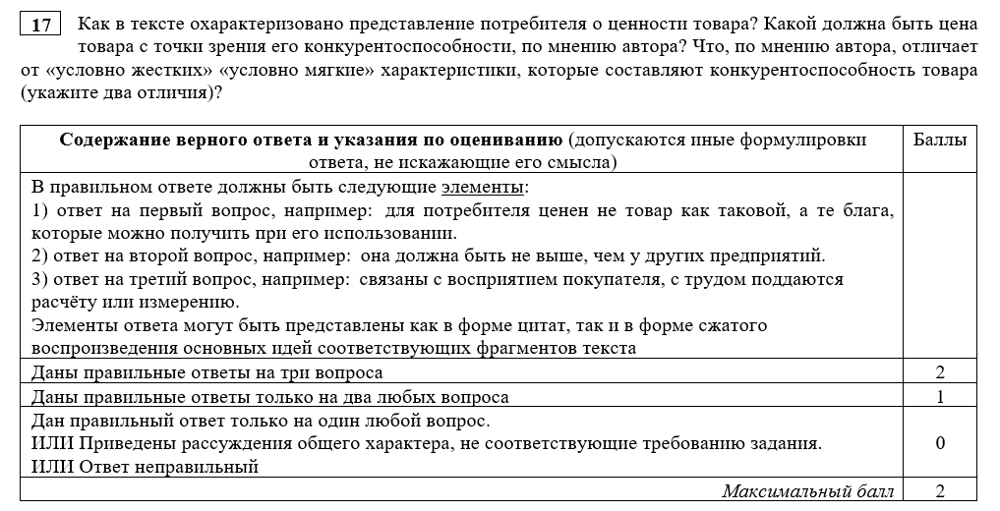 17 Как в тексте охарактеризовано представление потребителя о ценности товара? Какой должна быть цена
товара с точки зрения его конкурентоспособности, по мнению автора? Что, по мнению автора, отличает
от «условно жестких» «условно мягкие» характеристики, которые составляют конкурентоспособность товара
(укажите два отличия)?
Содержание верного ответа и указания по оцениванию (допускаются иные формулировки
ответа, не искажающие его смысла)
Баллы
В правильном ответе должны быть следующие элементы:
1) ответ на первый вопрос, например: для потребителя ценен не товар как таковой, а те блага,
которые можно получить при его использовании.
2) ответ на второй вопрос, например: она должна быть не выше, чем у других предприятий.
3) ответ на третий вопрос, например: связаны с восприятием покупателя, с трудом поддаются
расчёту или измерению.
Элементы ответа могут быть представлены как в форме цитат, так и в форме сжатого
воспроизведения основных идей соответствующих фрагментов текста
Даны правильные ответы на три вопроса 2
Даны правильные ответы только на два любых вопроса 1
Дан правильный ответ только на один любой вопрос.
ИЛИ Приведены рассуждения общего характера, не соответствующие требованию задания. 0
ИЛИ Ответ неправильный
Максимальный балл 2